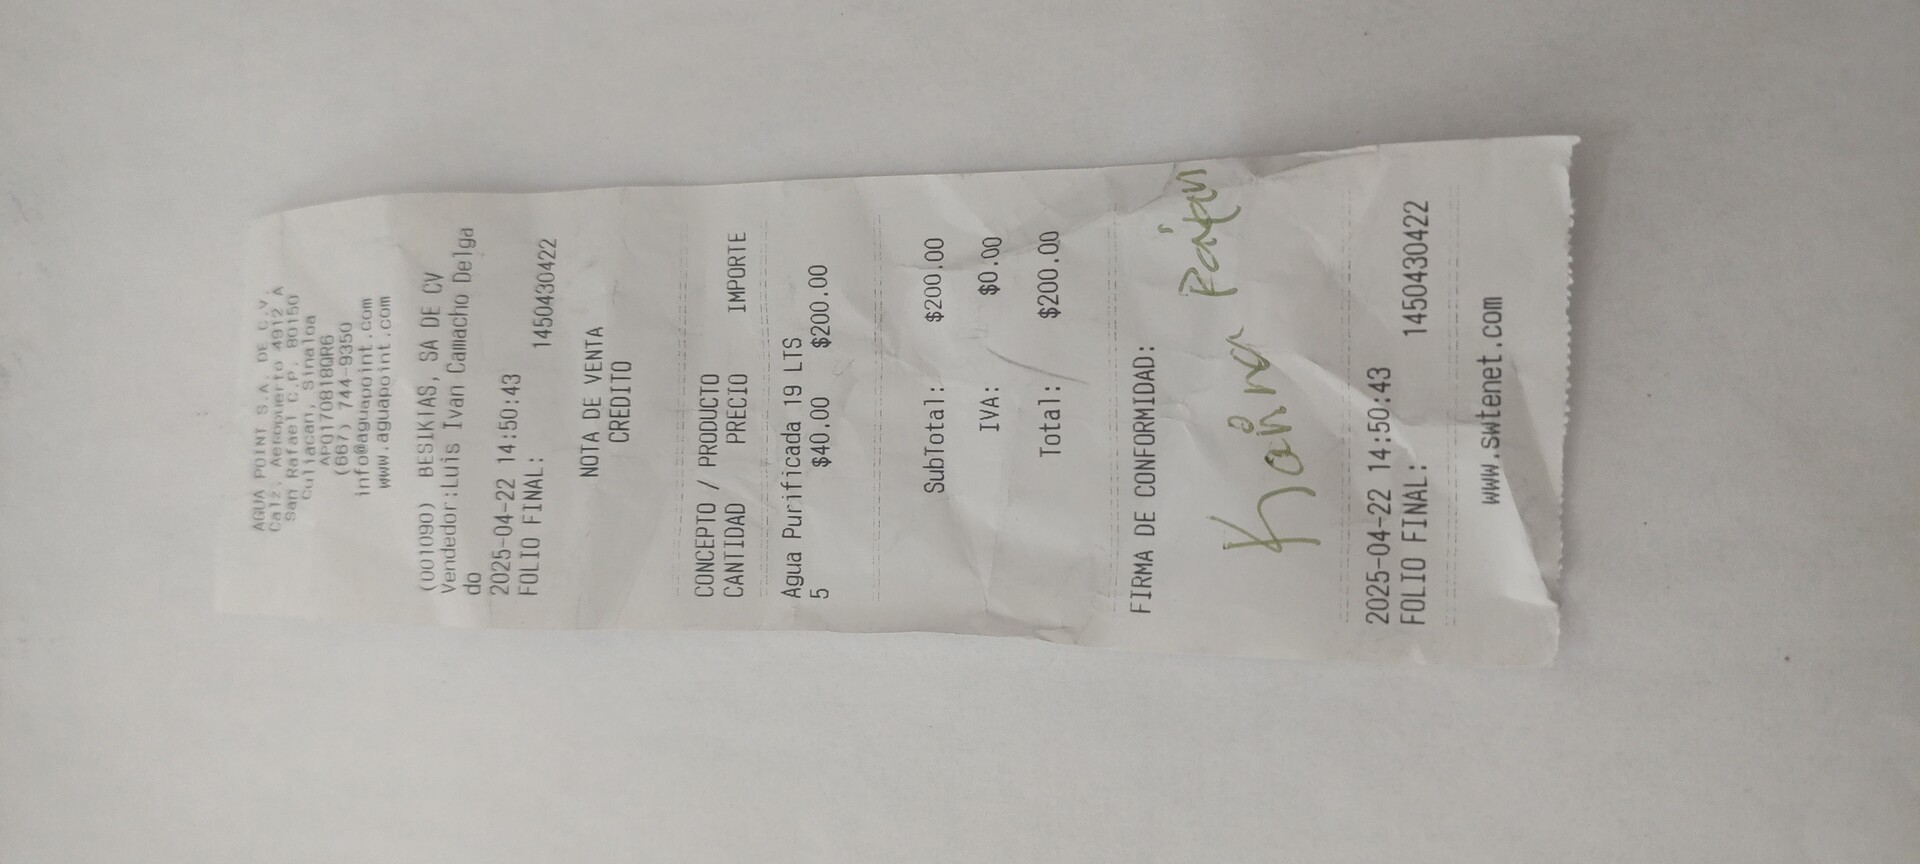 AGUA POINT S.A. DE C.V.
Calz. Aeropuerto 4912 A
San Rafael C.P. 80150
Culiacan, Sinaloa
APO170818QR6
(667) 744-9350
info@aguapoint.com
www.aguapoint.com
(001090) BESIKIAS, SA DE CV
Vendedor:Luis Ivan Camacho Delga
do
2025-04-22 14:50:43
FOLIO FINAL: 1450430422
NOTA DE VENTA
CREDITO
CONCEPTO / PRODUCTO
CANTIDAD PRECIO IMPORTE
Agua Purificada 19 LTS
5 $40.00 $200.00
SubTotal: $200.00
IVA: $0.00
Total: $200.00
FIRMA DE CONFORMIDAD:
2025-04-22 14:50:43
FOLIO FINAL: 1450430422
www.swtenet.com